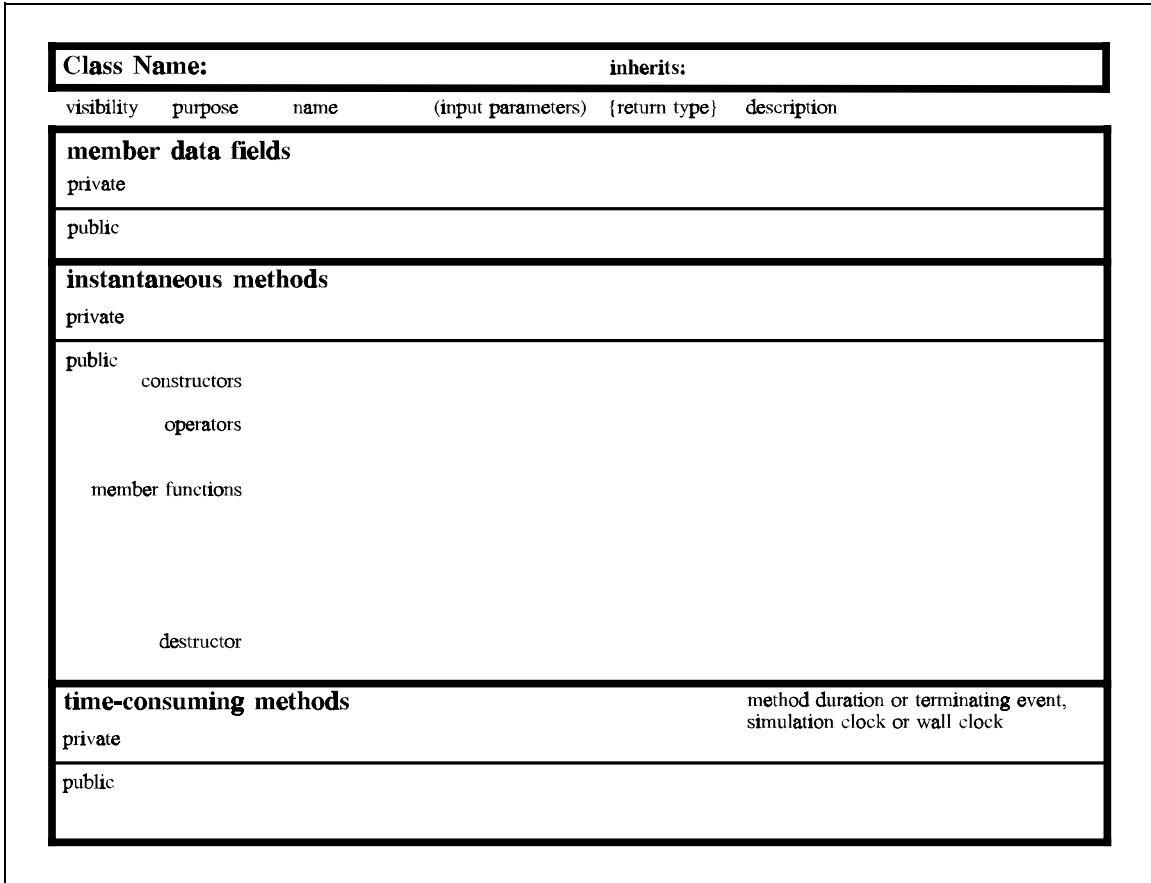 Class Name: inherits:
visibility purpose name (input parameters) {return type} description
member data fields
private
public
instantaneous methods
private
public
constructors
operators
member functions
destructor
time-consuming methods method duration or terminating event,
simulation clock or wall clock
private
public